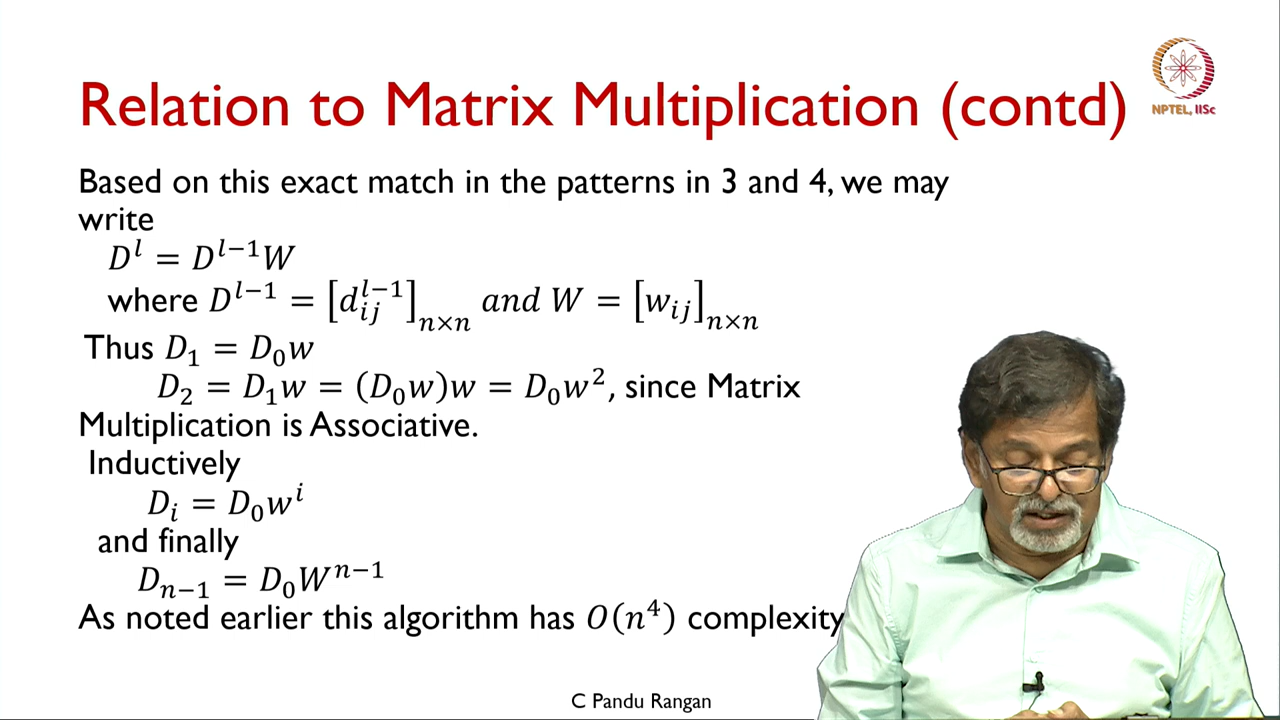 NPTEL, IISc
Relation to Matrix Multiplication (contd)
Based on this exact match in the patterns in 3 and 4, we may
write
$D^l = D^{l-1}W$
where $D^{l-1} = [d_{ij}^{l-1}]_{n \times n}$ and $W = [w_{ij}]_{n \times n}$
Thus $D_1 = D_0w$
$D_2 = D_1w = (D_0w)w = D_0w^2$, since Matrix
Multiplication is Associative.
Inductively
$D_i = D_0w^i$
and finally
$D_{n-1} = D_0W^{n-1}$
As noted earlier this algorithm has $O(n^4)$ complexity
C Pandu Rangan